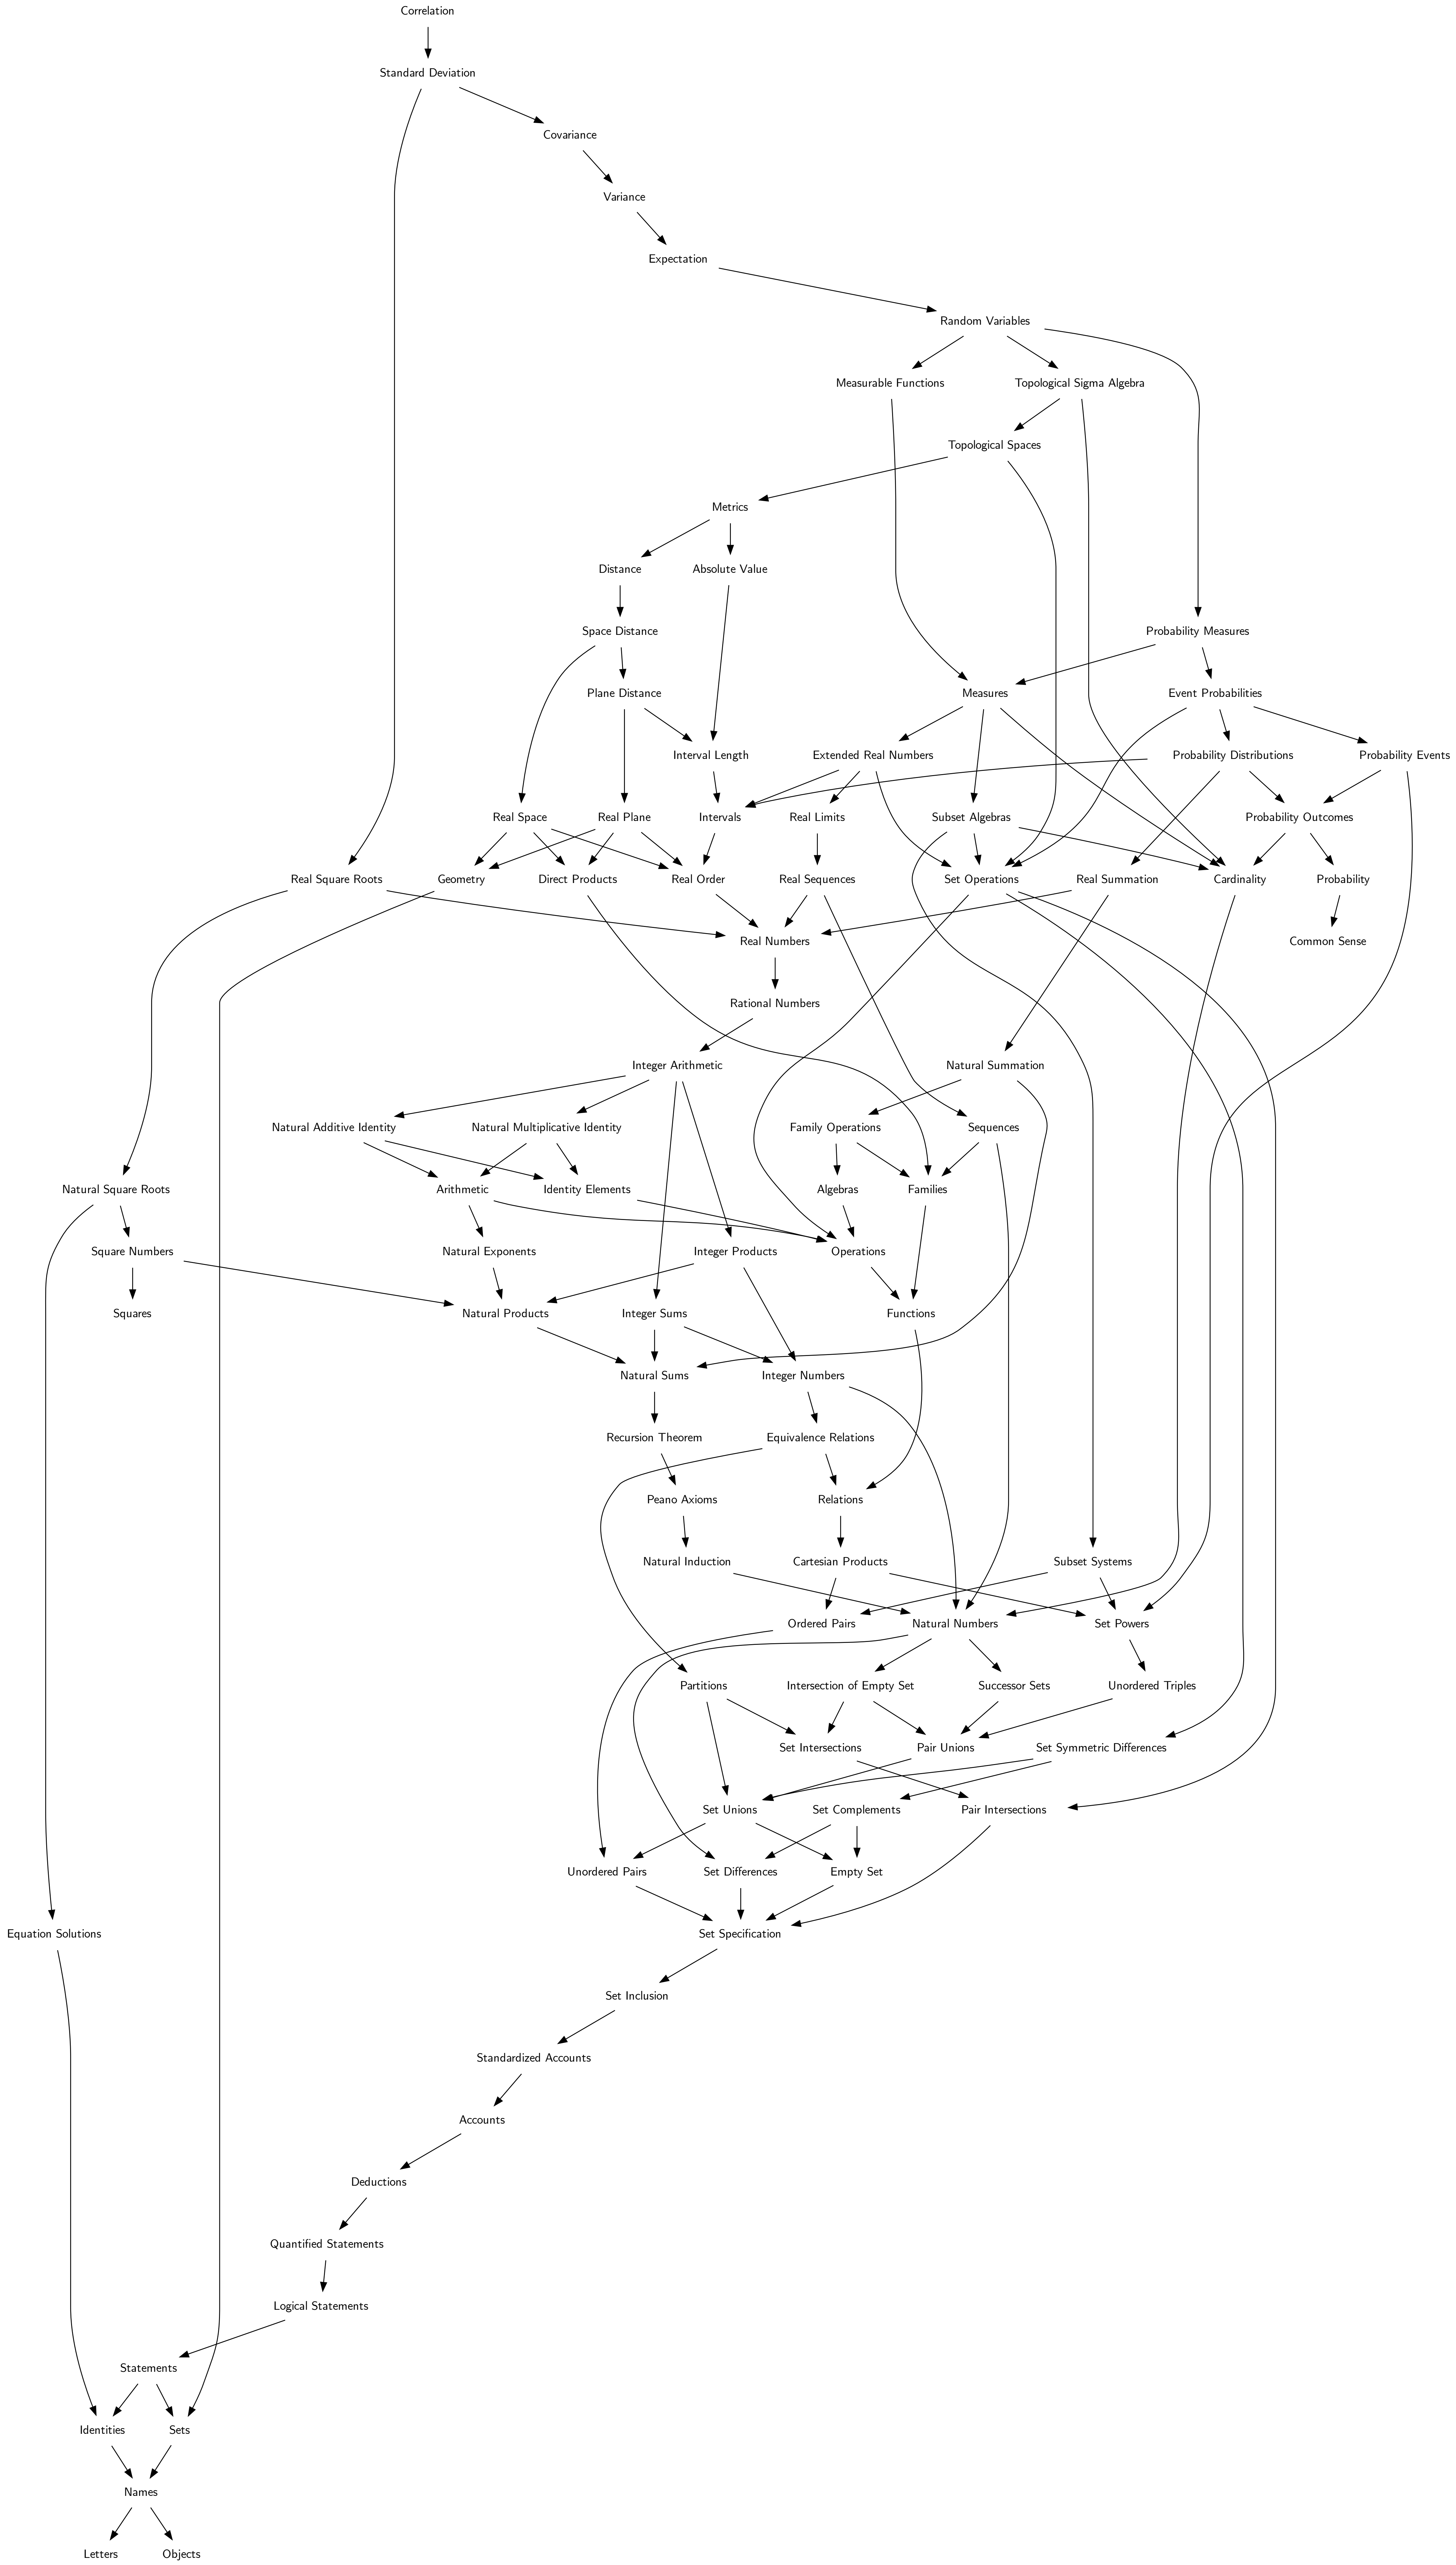 Correlation
Standard Deviation
Covariance
Variance
Expectation
Random Variables
Measurable Functions
Topological Sigma Algebra
Topological Spaces
Metrics
Distance
Absolute Value
Space Distance
Probability Measures
Plane Distance
Measures
Event Probabilities
Interval Length
Extended Real Numbers
Probability Distributions
Probability Events
Real Space
Real Plane
Intervals
Real Limits
Subset Algebras
Probability Outcomes
Real Square Roots
Geometry
Direct Products
Real Order
Real Sequences
Set Operations
Real Summation
Cardinality
Probability
Real Numbers
Common Sense
Rational Numbers
Integer Arithmetic
Natural Summation
Natural Additive Identity
Natural Multiplicative Identity
Family Operations
Sequences
Natural Square Roots
Arithmetic
Identity Elements
Algebras
Families
Square Numbers
Natural Exponents
Integer Products
Operations
Squares
Natural Products
Integer Sums
Functions
Natural Sums
Integer Numbers
Recursion Theorem
Equivalence Relations
Peano Axioms
Relations
Natural Induction
Cartesian Products
Subset Systems
Ordered Pairs
Natural Numbers
Set Powers
Partitions
Intersection of Empty Set
Successor Sets
Unordered Triples
Set Intersections
Pair Unions
Set Symmetric Differences
Set Unions
Set Complements
Pair Intersections
Unordered Pairs
Set Differences
Empty Set
Equation Solutions
Set Specification
Set Inclusion
Standardized Accounts
Accounts
Deductions
Quantified Statements
Logical Statements
Statements
Identities
Sets
Names
Letters
Objects